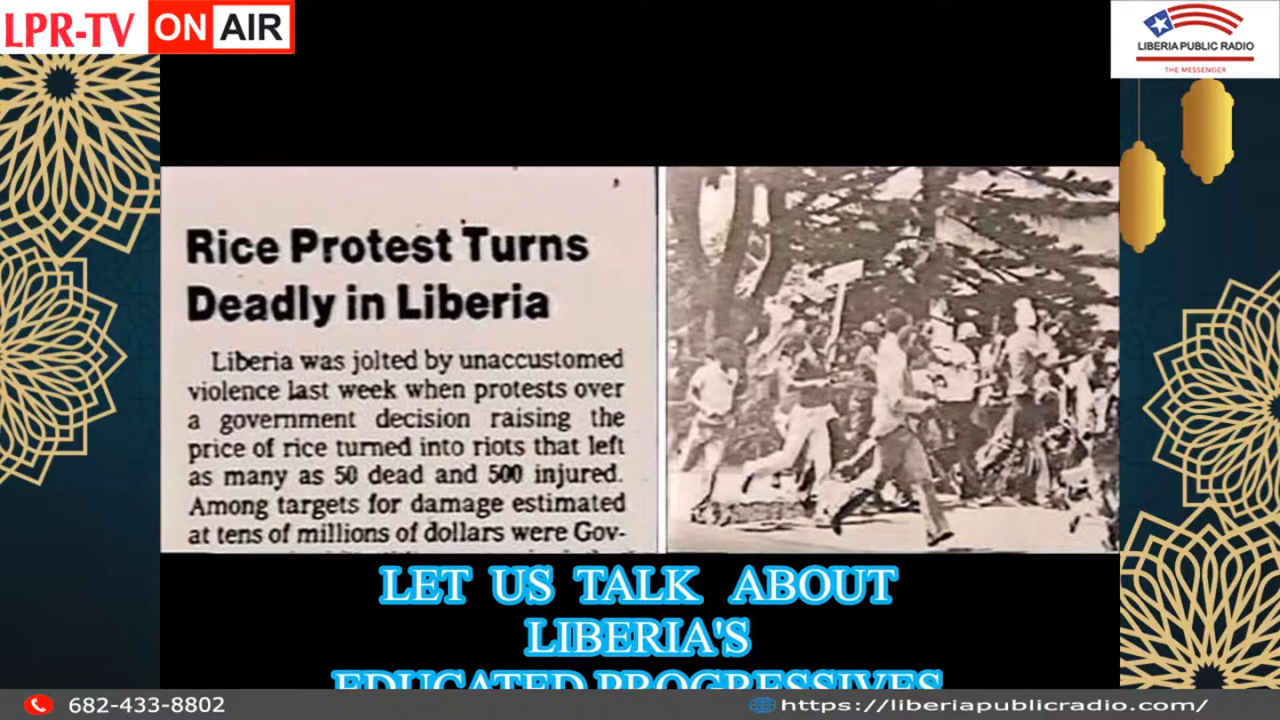 LPR-TV ON AIR
LIBERIA PUBLIC RADIO
THE MESSENGER
Rice Protest Turns
Deadly in Liberia
Liberia was jolted by unaccustomed
violence last week when protests over
a government decision raising the
price of rice turned into riots that left
as many as 50 dead and 500 injured.
Among targets for damage estimated
at tens of millions of dollars were Gov-
LET US TALK ABOUT
LIBERIA'S
EDUCATED PROGRESSIVES
682-433-8802
https://liberiapublicradio.com/